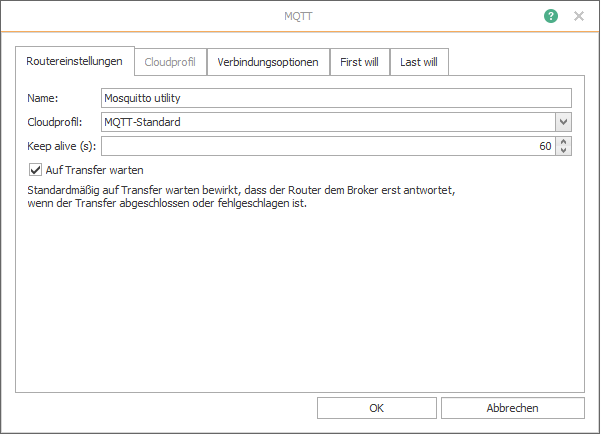 MQTT
?
Routereinstellungen
Cloudprofil
Verbindungsoptionen
First will
Last will
Name:
Mosquitto utility
Cloudprofil:
MQTT-Standard
Keep alive (s):
60
Auf Transfer warten
Standardmäßig auf Transfer warten bewirkt, dass der Router dem Broker erst antwortet,
wenn der Transfer abgeschlossen oder fehlgeschlagen ist.
OK
Abbrechen